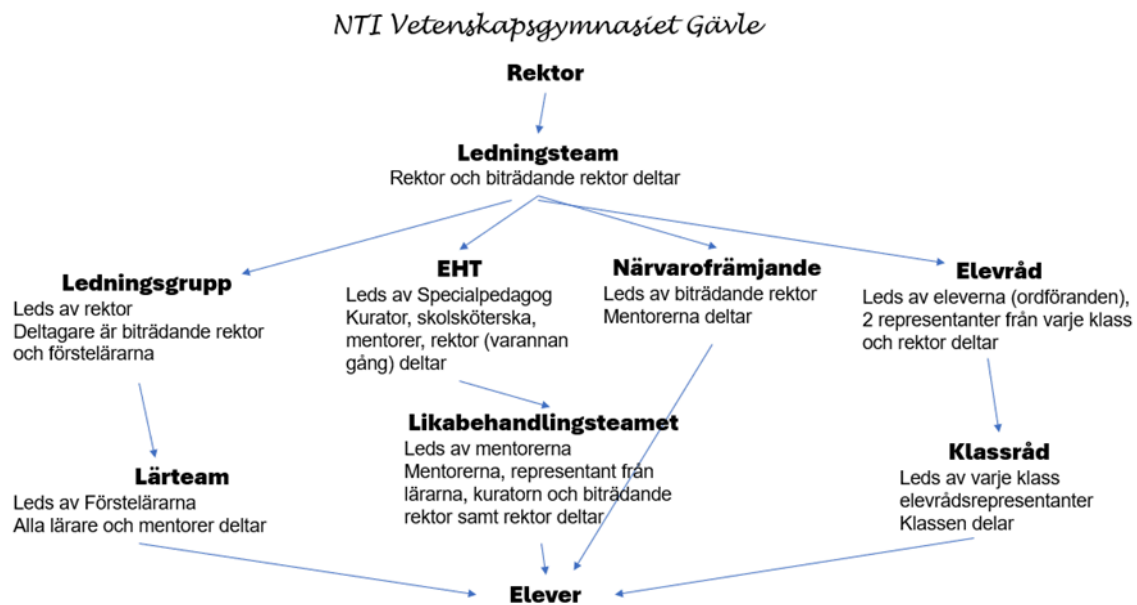 NTI Vetenskapsgymnasiet Gävle
Rektor
Ledningsteam
Rektor och biträdande rektor deltar
Ledningsgrupp
Leds av rektor
Deltagare är biträdande rektor
och förstelärarna
EHT
Leds av Specialpedagog
Kurator, skolsköterska,
mentorer, rektor (varannan
gång) deltar
Närvarofrämjande
Leds av biträdande rektor
Mentorerna deltar
Elevråd
Leds av eleverna (ordföranden),
2 representanter från varje klass
och rektor deltar
Lärteam
Leds av Förstelärarna
Alla lärare och mentorer deltar
Likabehandlingsteamet
Leds av mentorerna
Mentorerna, representant från
lärarna, kuratorn och biträdande
rektor samt rektor deltar
Klassråd
Leds av varje klass
elevrådsrepresentanter
Klassen delar
Elever